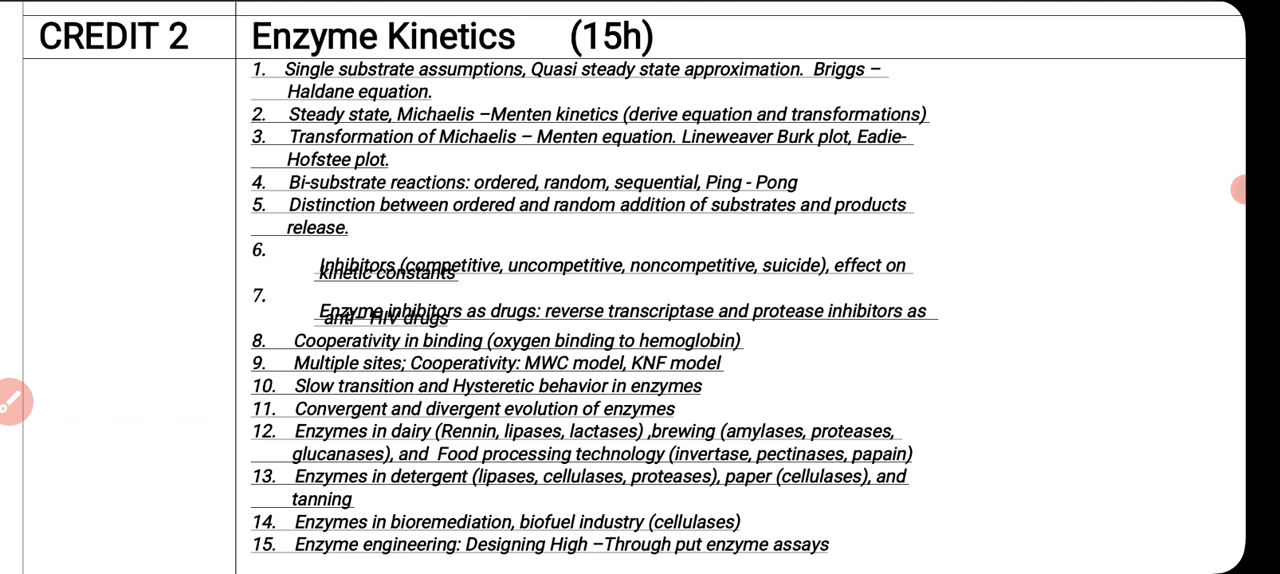 CREDIT 2
Enzyme Kinetics (15h)
1. Single substrate assumptions, Quasi steady state approximation. Briggs –
Haldane equation.
2. Steady state, Michaelis –Menten kinetics (derive equation and transformations)
3. Transformation of Michaelis – Menten equation. Lineweaver Burk plot, Eadie-
Hofstee plot.
4. Bi-substrate reactions: ordered, random, sequential, Ping - Pong
5. Distinction between ordered and random addition of substrates and products
release.
6.
Inhibitors (competitive, uncompetitive, noncompetitive, suicide), effect on
kinetic constants
7.
Enzyme inhibitors as drugs: reverse transcriptase and protease inhibitors as
anti – HIV drugs
8. Cooperativity in binding (oxygen binding to hemoglobin)
9. Multiple sites; Cooperativity: MWC model, KNF model
10. Slow transition and Hysteretic behavior in enzymes
11. Convergent and divergent evolution of enzymes
12. Enzymes in dairy (Rennin, lipases, lactases) ,brewing (amylases, proteases,
glucanases), and Food processing technology (invertase, pectinases, papain)
13. Enzymes in detergent (lipases, cellulases, proteases), paper (cellulases), and
tanning
14. Enzymes in bioremediation, biofuel industry (cellulases)
15. Enzyme engineering: Designing High –Through put enzyme assays